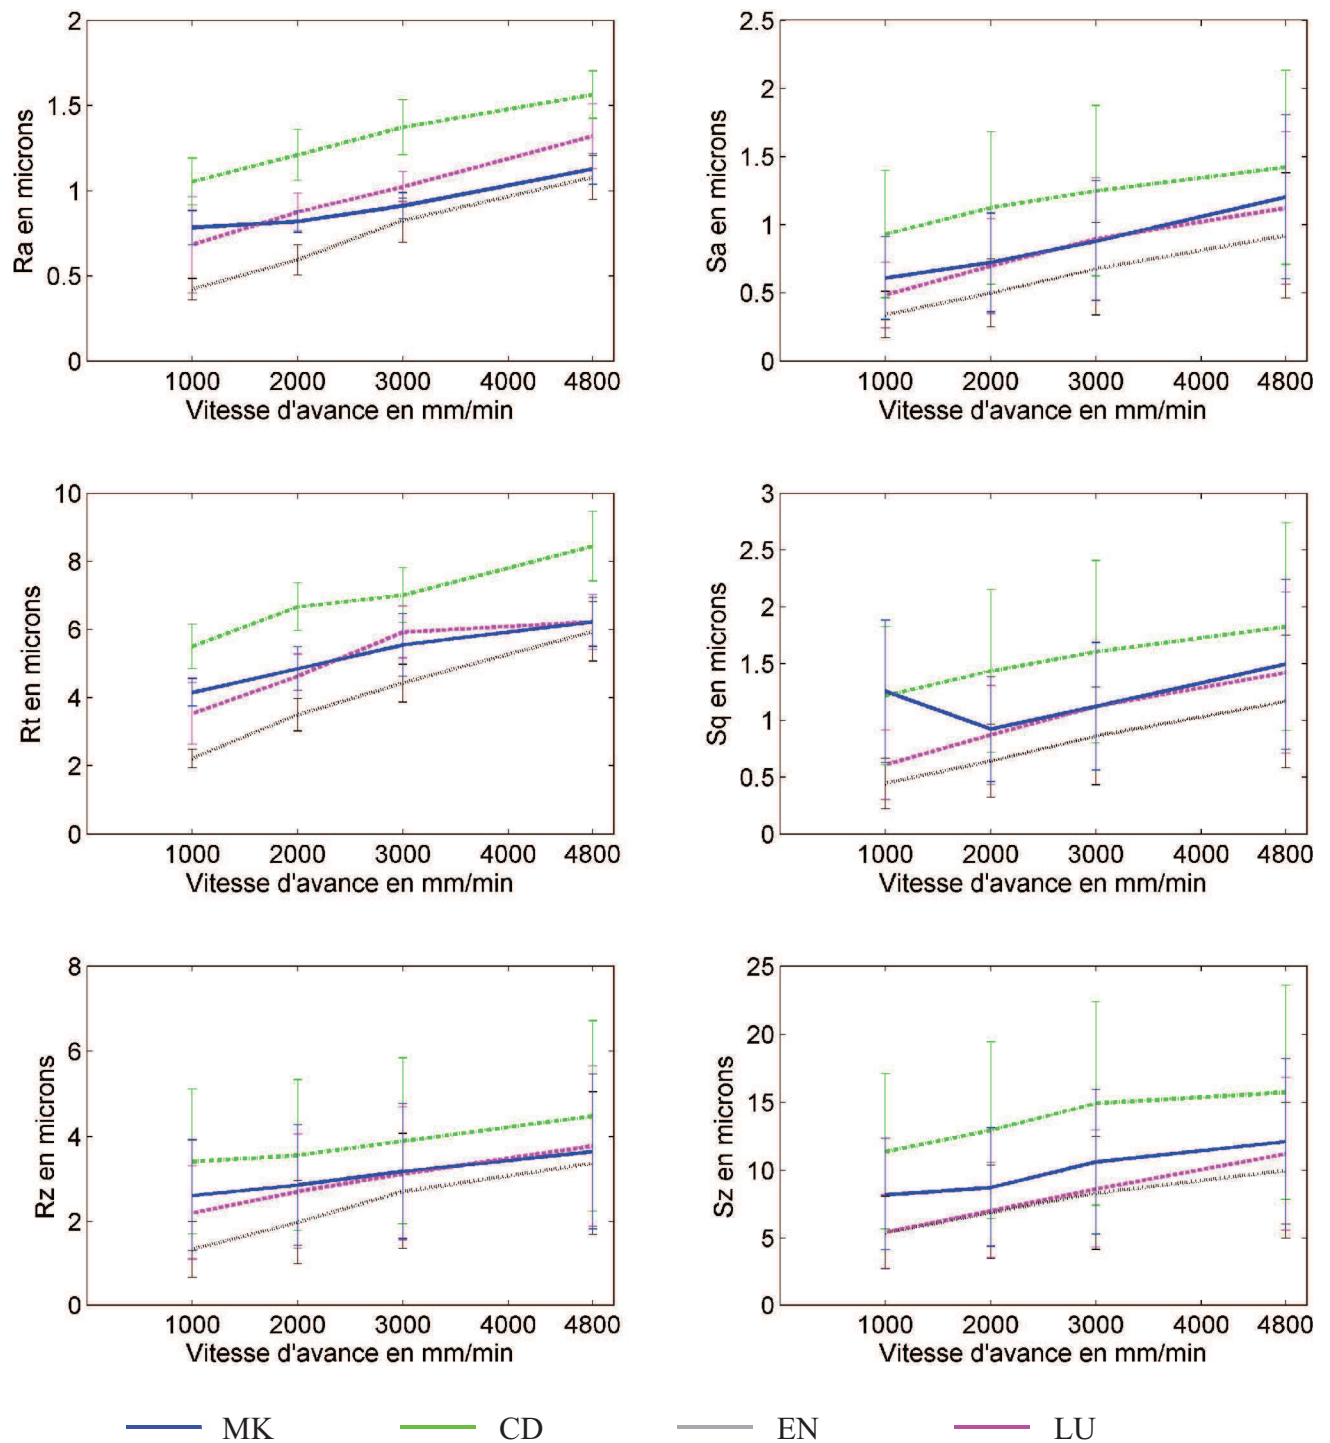 2
1.5
1
0.5
0
Ra en microns
1000 2000 3000 4000 4800
Vitesse d'avance en mm/min
2.5
2
1.5
1
0.5
0
Sa en microns
1000 2000 3000 4000 4800
Vitesse d'avance en mm/min
10
8
6
4
2
0
Rt en microns
1000 2000 3000 4000 4800
Vitesse d'avance en mm/min
3
2.5
2
1.5
1
0.5
0
Sq en microns
1000 2000 3000 4000 4800
Vitesse d'avance en mm/min
8
6
4
2
0
Rz en microns
1000 2000 3000 4000 4800
Vitesse d'avance en mm/min
25
20
15
10
5
0
Sz en microns
1000 2000 3000 4000 4800
Vitesse d'avance en mm/min
MK CD EN LU